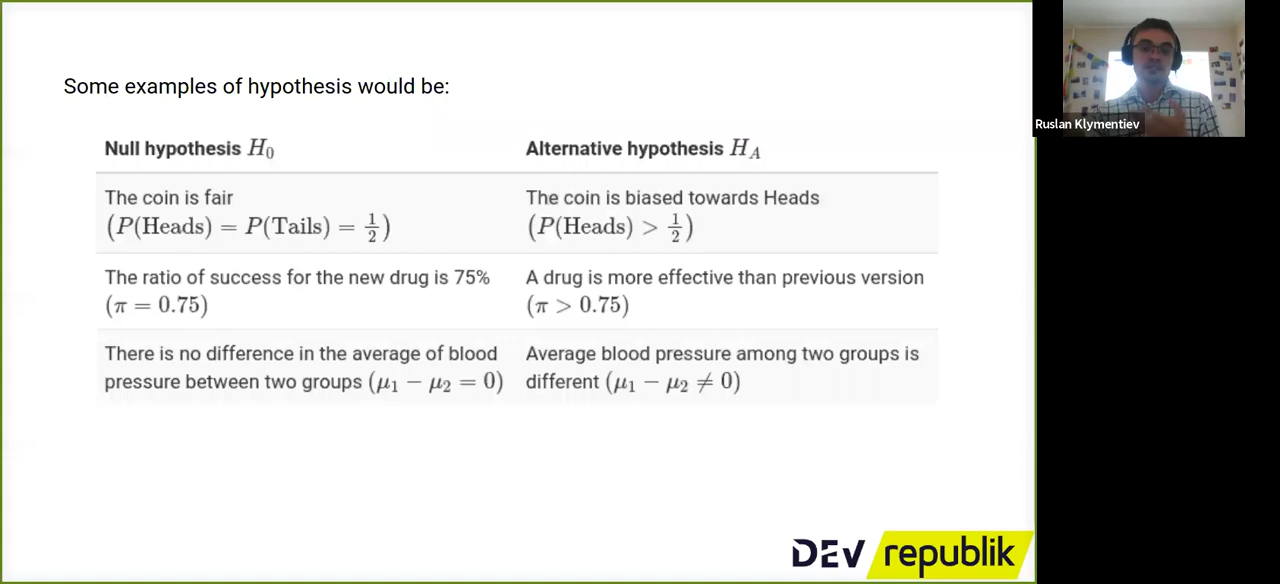 Some examples of hypothesis would be:
Null hypothesis H₀
Alternative hypothesis H_A
The coin is fair
(P(Heads) = P(Tails) = 1/2)
The coin is biased towards Heads
(P(Heads) > 1/2)
The ratio of success for the new drug is 75%
(π = 0.75)
A drug is more effective than previous version
(π > 0.75)
There is no difference in the average of blood
pressure between two groups (μ₁ − μ₂ = 0)
Average blood pressure among two groups is
different (μ₁ − μ₂ ≠ 0)
Ruslan Klymentiev
DEV republik